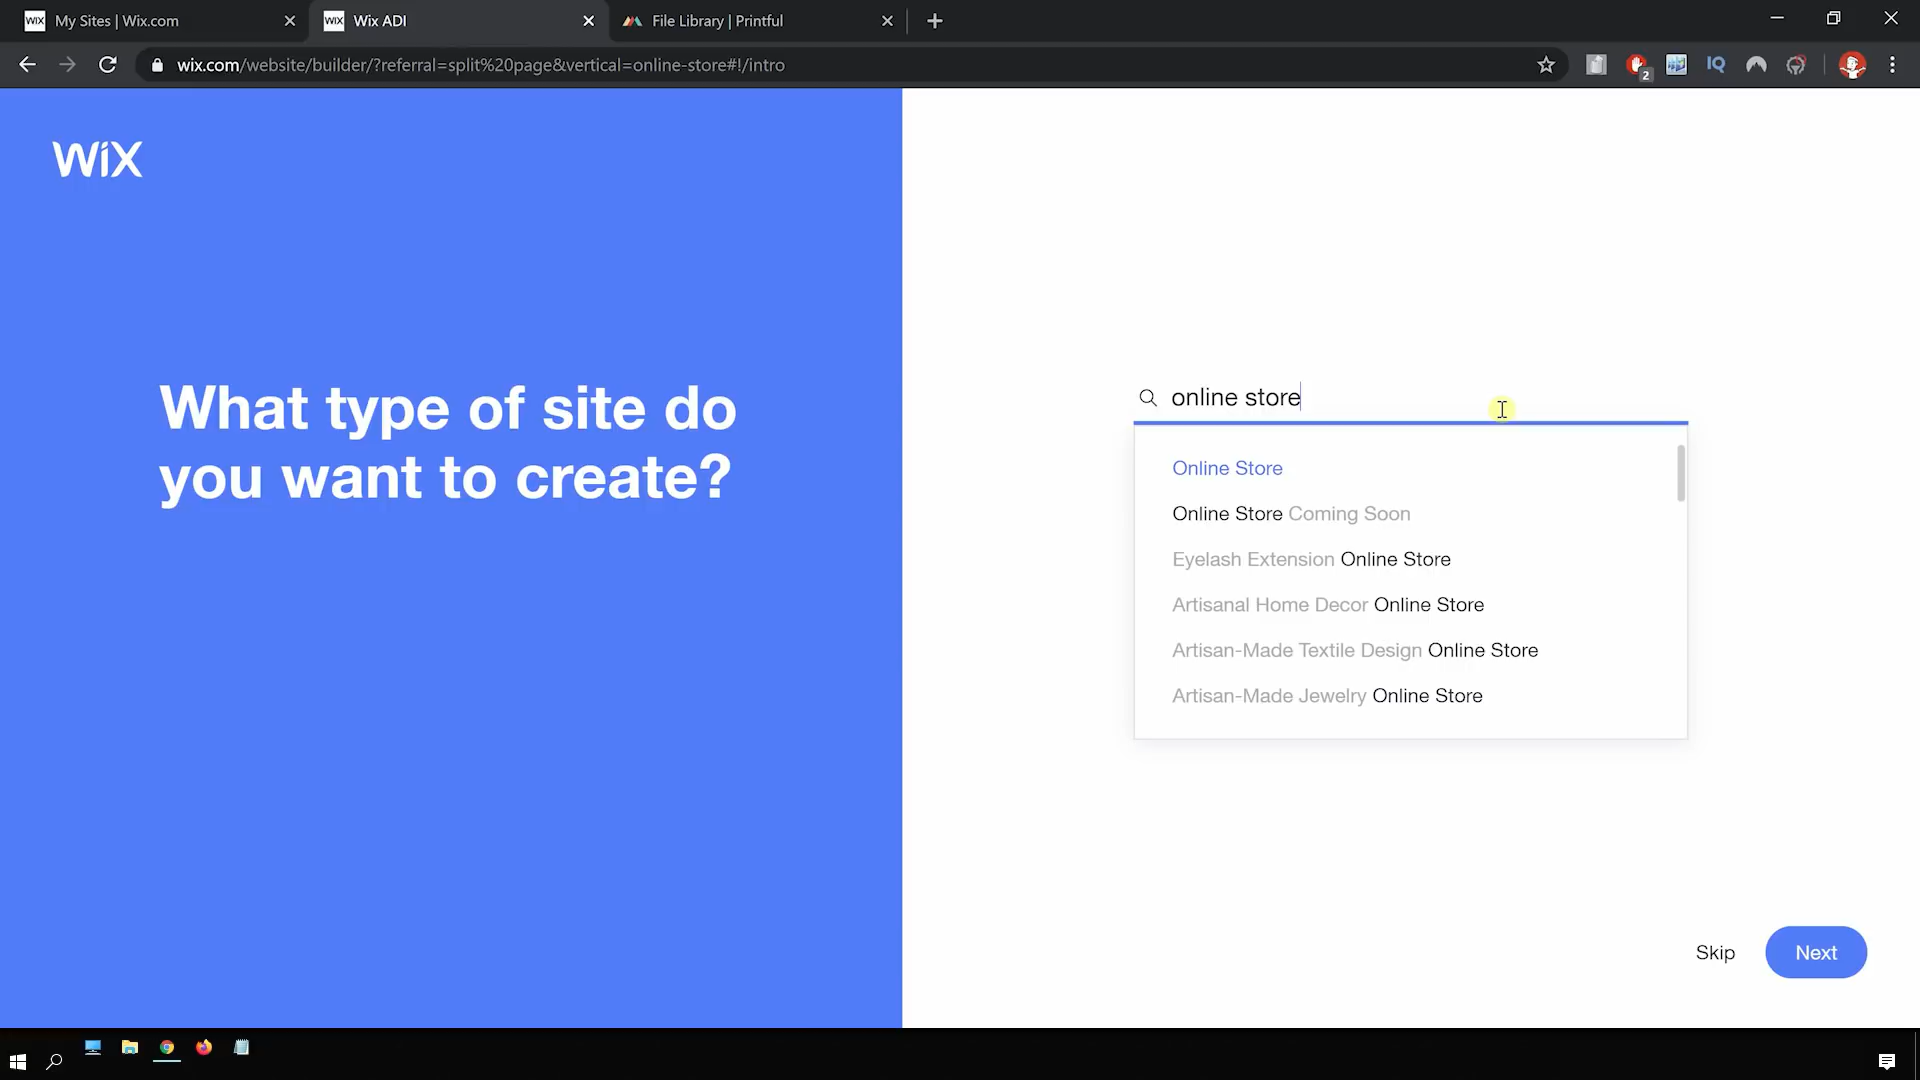 My Sites | Wix.com
Wix ADI
File Library | Printful
wix.com/website/builder/?referral=split%20page&vertical=online-store#!/intro
2
IQ
WiX
What type of site do
you want to create?
online store
Online Store
Online Store Coming Soon
Eyelash Extension Online Store
Artisanal Home Decor Online Store
Artisan-Made Textile Design Online Store
Artisan-Made Jewelry Online Store
Skip
Next